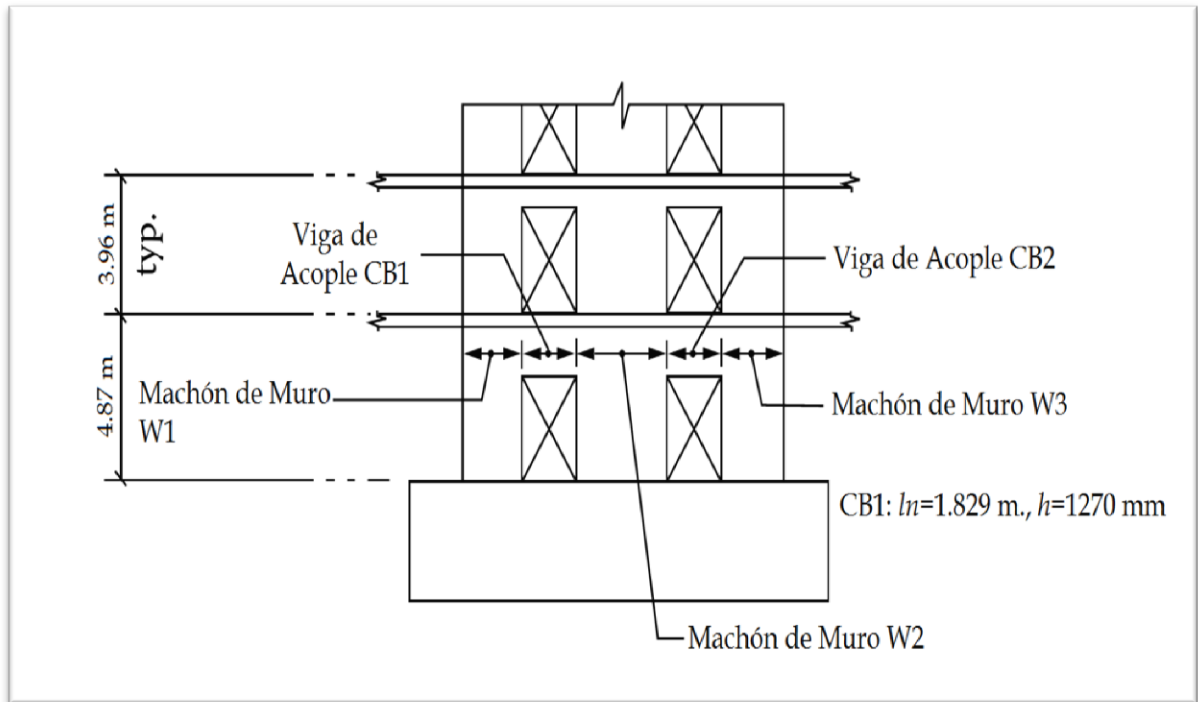 3.96 m
typ.
4.87 m
Viga de
Acople CB1
Viga de Acople CB2
Machón de Muro
W1
Machón de Muro W3
CB1: ln=1.829 m., h=1270 mm
Machón de Muro W2